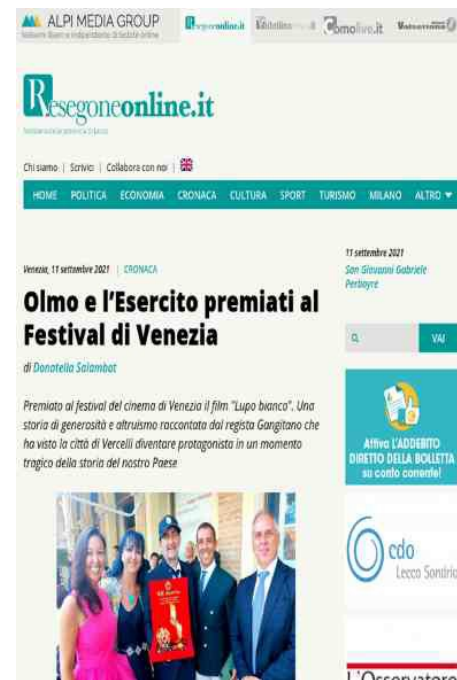 ALPI MEDIA GROUP
Resegoneonline.it
Comolive.it
Resegoneonline.it
Chi siamo | Scrivici | Collabora con noi |
HOME POLITICA ECONOMIA CRONACA CULTURA SPORT TURISMO MILANO ALTRO
Venezia, 11 settembre 2021 | CRONACA
Olmo e l'Esercito premiati al
Festival di Venezia
di Donatella Salambat
Premiato al festival del cinema di Venezia il film "Lupo bianco". Una
storia di generosità e altruismo raccontata dal regista Gangitano che
ha visto la città di Vercelli diventare protagonista in un momento
tragico della storia del nostro Paese
11 settembre 2021
San Giovanni Gabriele
Perboyre
VAI
Attiva L'ADDEBITO
DIRETTO DELLA BOLLETTA
su conto corrente!
cdo
Lecco Sondrio
L'Osservatore